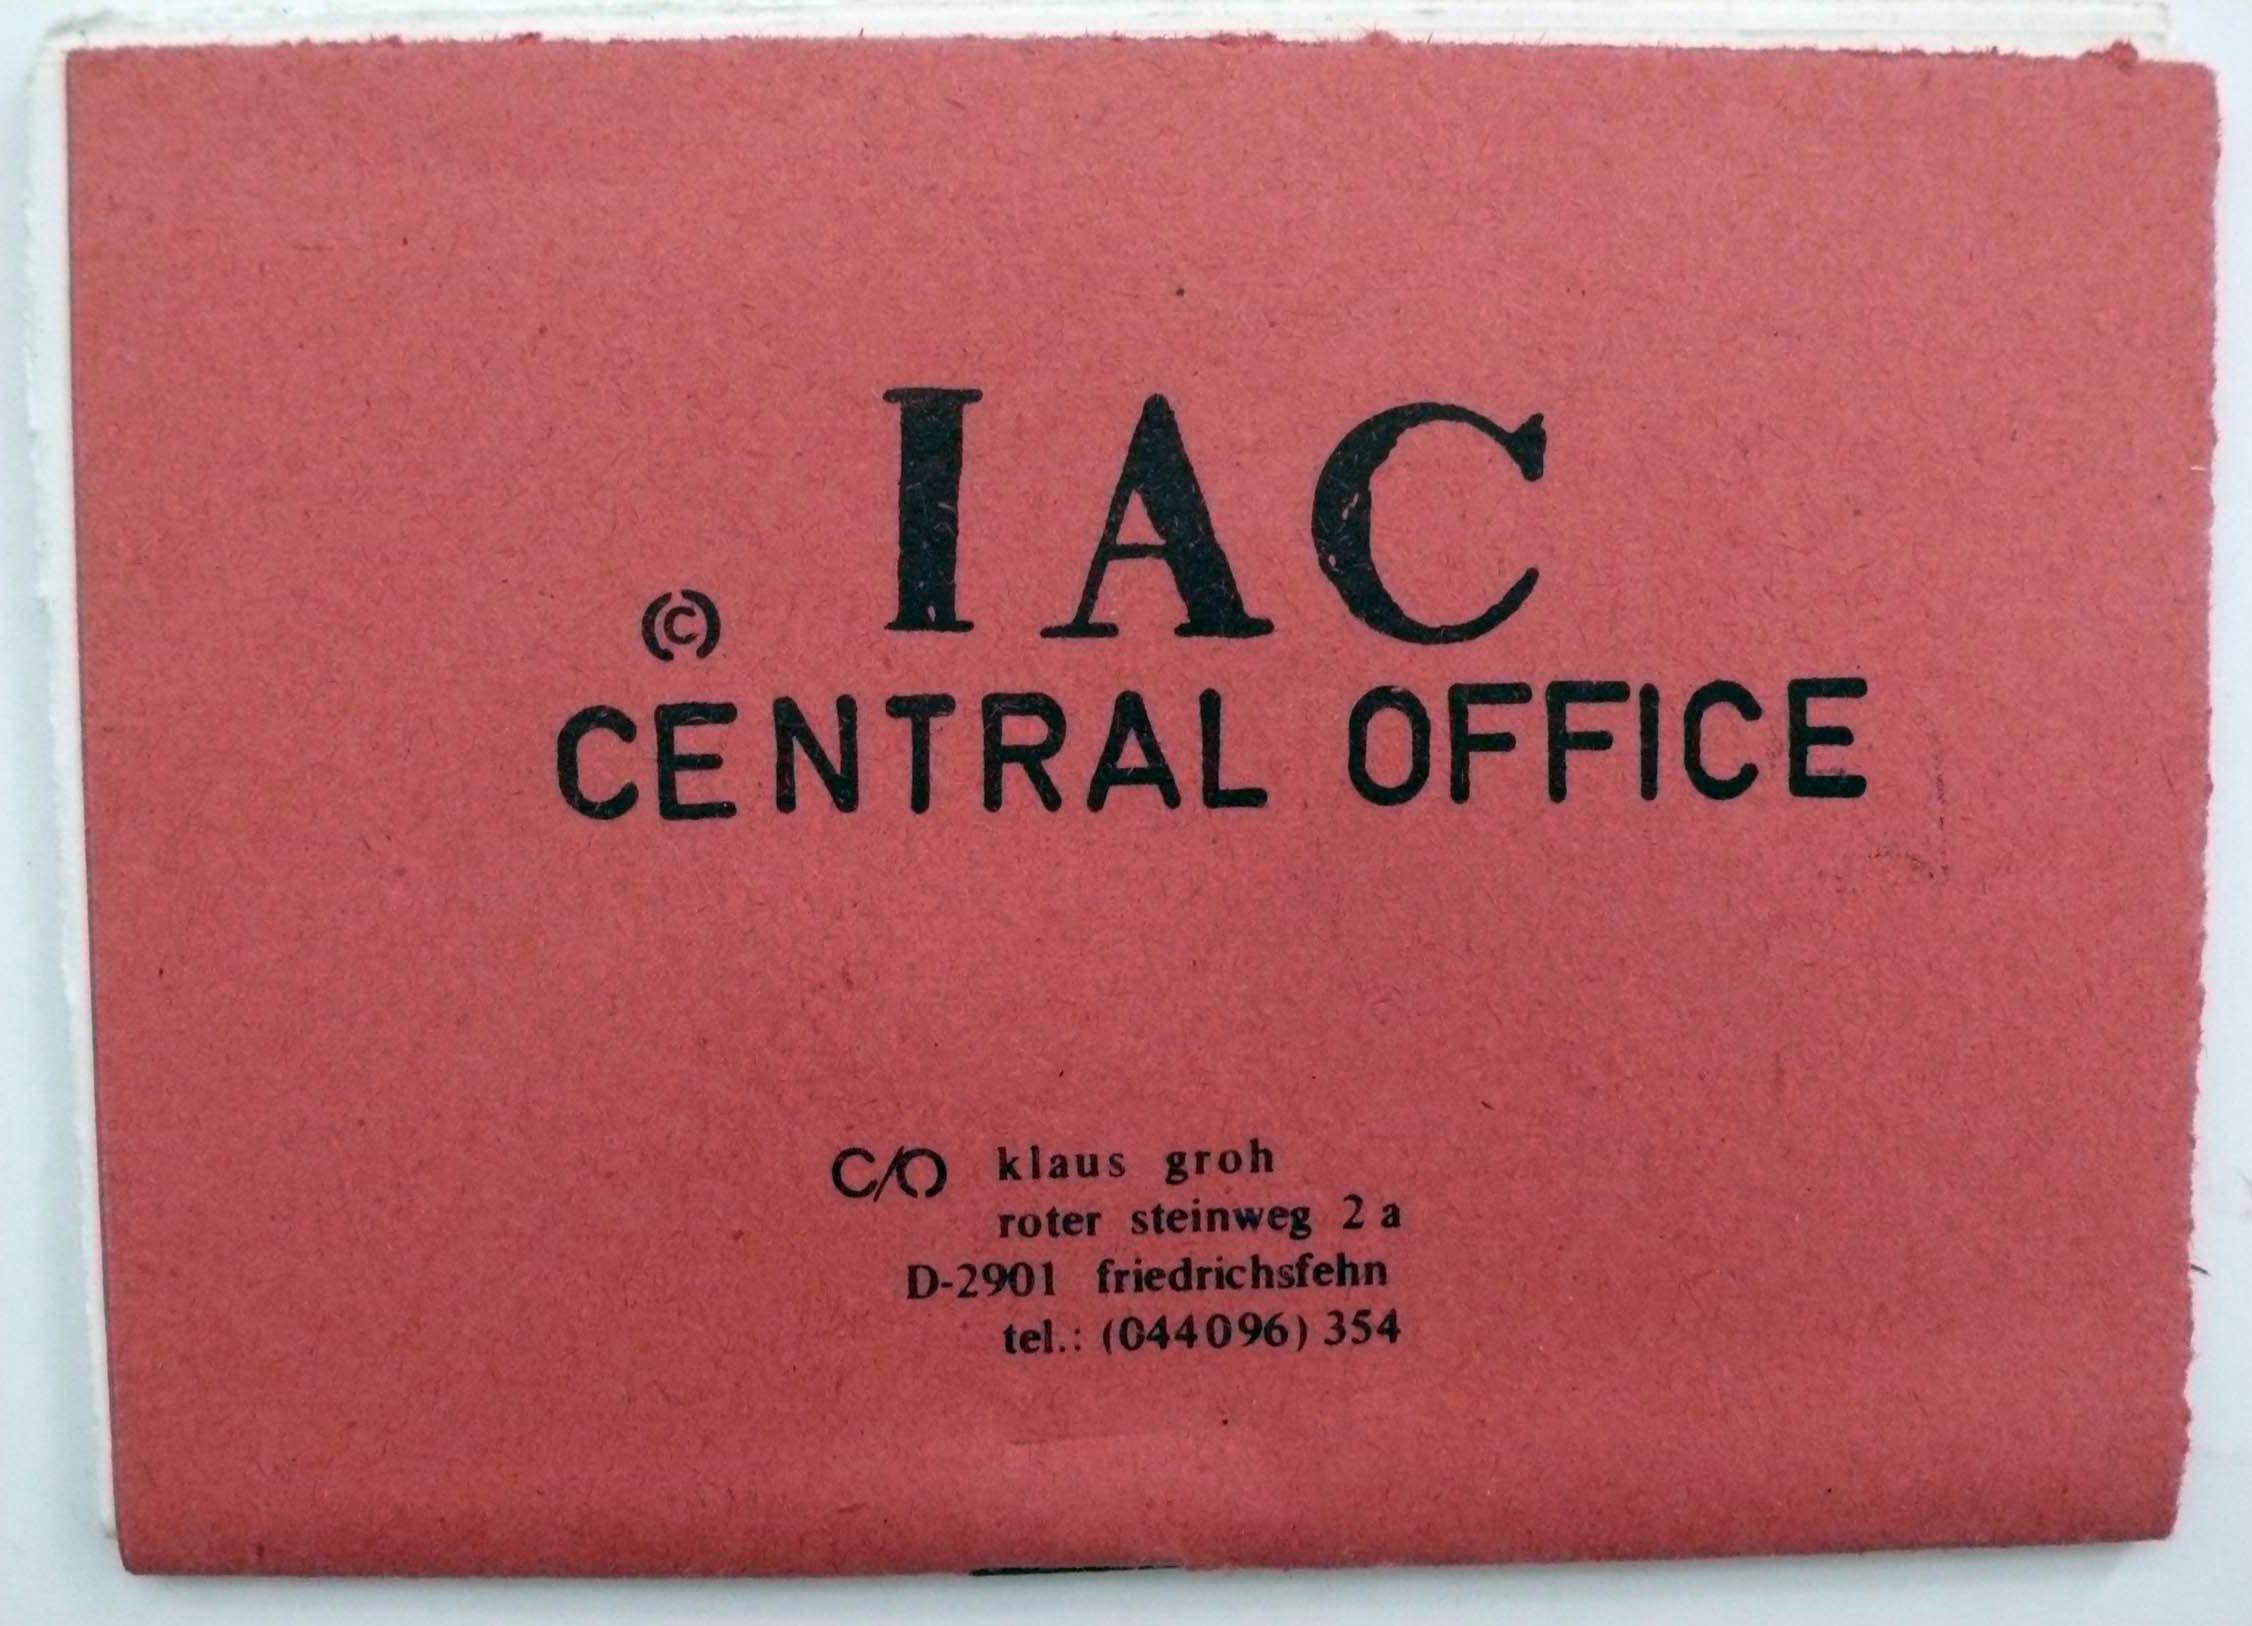 IAC
©
CENTRAL OFFICE
C/O klaus groh
roter steinweg 2 a
D-2901 friedrichsfehn
tel.: (044096) 354